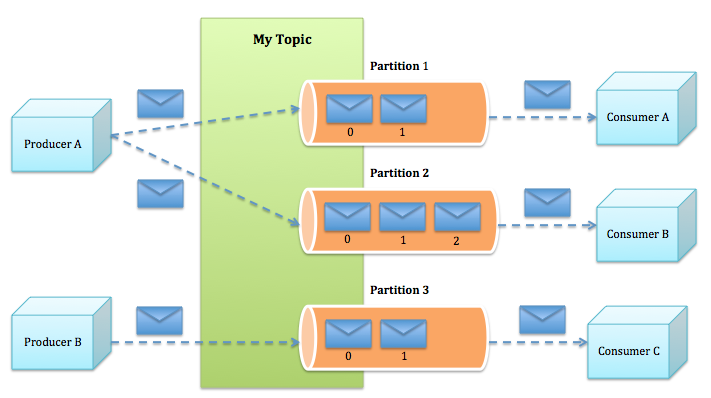 My Topic
Partition 1
Producer A
0 1
Consumer A
Partition 2
0 1 2
Consumer B
Partition 3
Producer B
0 1
Consumer C